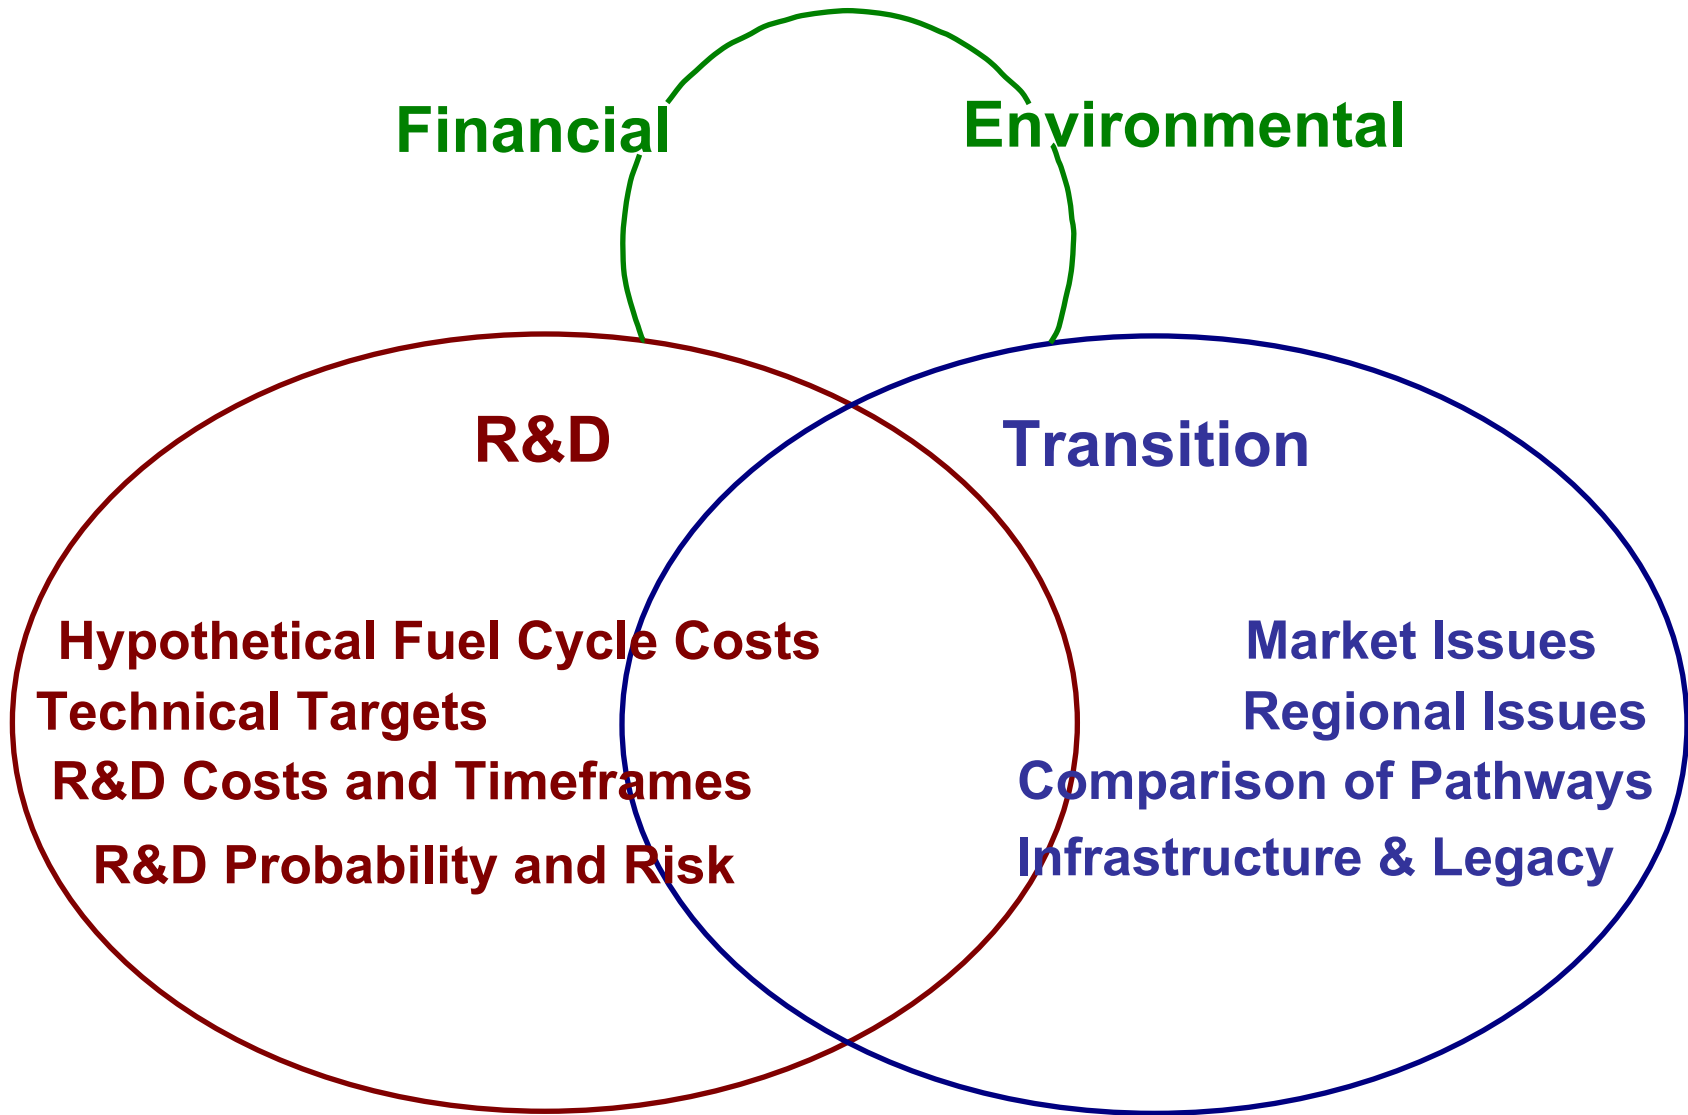 Financial
Environmental
R&D
Transition
Hypothetical Fuel Cycle Costs
Technical Targets
R&D Costs and Timeframes
R&D Probability and Risk
Market Issues
Regional Issues
Comparison of Pathways
Infrastructure & Legacy